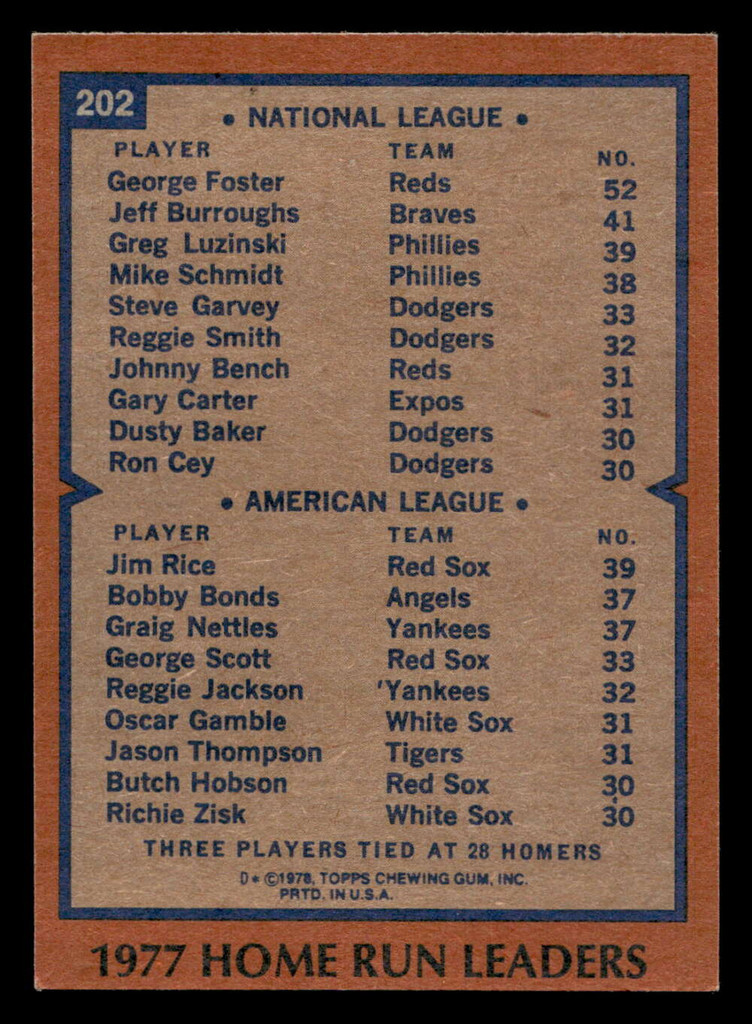 202
• NATIONAL LEAGUE •
PLAYER TEAM NO.
George Foster Reds 52
Jeff Burroughs Braves 41
Greg Luzinski Phillies 39
Mike Schmidt Phillies 38
Steve Garvey Dodgers 33
Reggie Smith Dodgers 32
Johnny Bench Reds 31
Gary Carter Expos 31
Dusty Baker Dodgers 30
Ron Cey Dodgers 30
• AMERICAN LEAGUE •
PLAYER TEAM NO.
Jim Rice Red Sox 39
Bobby Bonds Angels 37
Graig Nettles Yankees 37
George Scott Red Sox 33
Reggie Jackson 'Yankees 32
Oscar Gamble White Sox 31
Jason Thompson Tigers 31
Butch Hobson Red Sox 30
Richie Zisk White Sox 30
THREE PLAYERS TIED AT 28 HOMERS
D* ©1978, TOPPS CHEWING GUM, INC.
PRTD. IN U.S.A.
1977 HOME RUN LEADERS